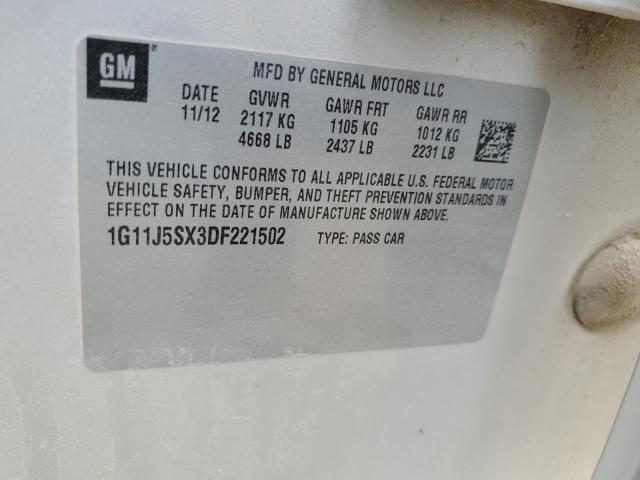 GM®
MFD BY GENERAL MOTORS LLC
DATE GVWR GAWR FRT GAWR RR
11/12 2117 KG 1105 KG 1012 KG
4668 LB 2437 LB 2231 LB
THIS VEHICLE CONFORMS TO ALL APPLICABLE U.S. FEDERAL MOTOR
VEHICLE SAFETY, BUMPER, AND THEFT PREVENTION STANDARDS IN
EFFECT ON THE DATE OF MANUFACTURE SHOWN ABOVE.
1G11J5SX3DF221502 TYPE: PASS CAR